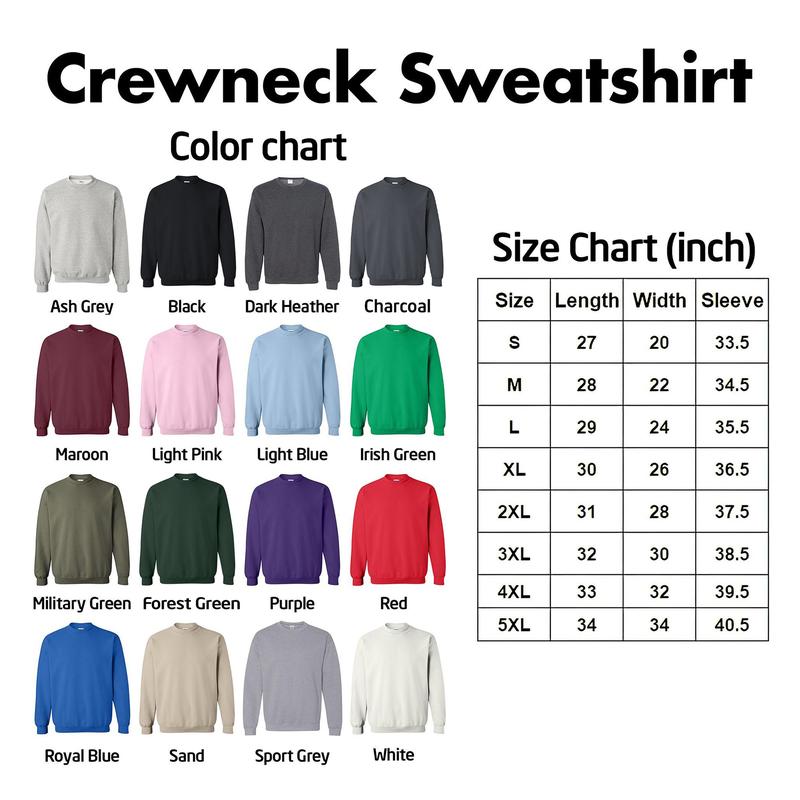 Crewneck Sweatshirt
Color chart
Ash Grey Black Dark Heather Charcoal
Maroon Light Pink Light Blue Irish Green
Military Green Forest Green Purple Red
Royal Blue Sand Sport Grey White
Size Chart (inch)
Size Length Width Sleeve
S 27 20 33.5
M 28 22 34.5
L 29 24 35.5
XL 30 26 36.5
2XL 31 28 37.5
3XL 32 30 38.5
4XL 33 32 39.5
5XL 34 34 40.5